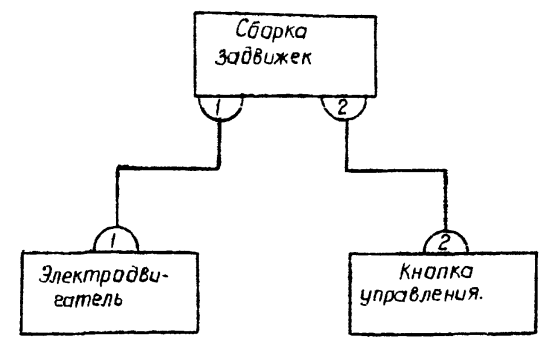 Сборка
задвижек
1
2
1
2
Электродви-
гатель
Кнопка
управления.